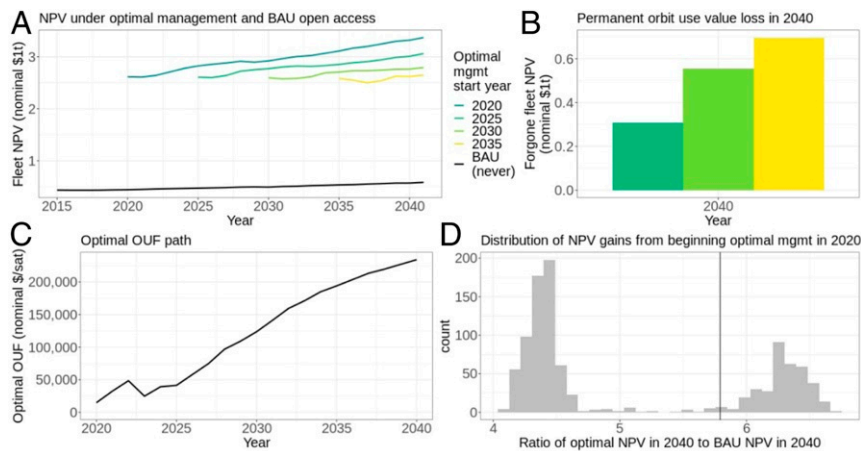 A
NPV under optimal management and BAU open access
Fleet NPV (nominal $1t)
3
2
1
2015 2020 2025 2030 2035 2040
Year
Optimal
mgmt
start year
2020
2025
2030
2035
BAU
(never)
B
Permanent orbit use value loss in 2040
Forgone fleet NPV
(nominal $1t)
0.6
0.4
0.2
0.0
2040
Year
C
Optimal OUF path
Optimal OUF (nominal $/sat)
200,000
150,000
100,000
50,000
0
2020 2025 2030 2035 2040
Year
D
Distribution of NPV gains from beginning optimal mgmt in 2020
count
200
150
100
50
0
4 5 6
Ratio of optimal NPV in 2040 to BAU NPV in 2040